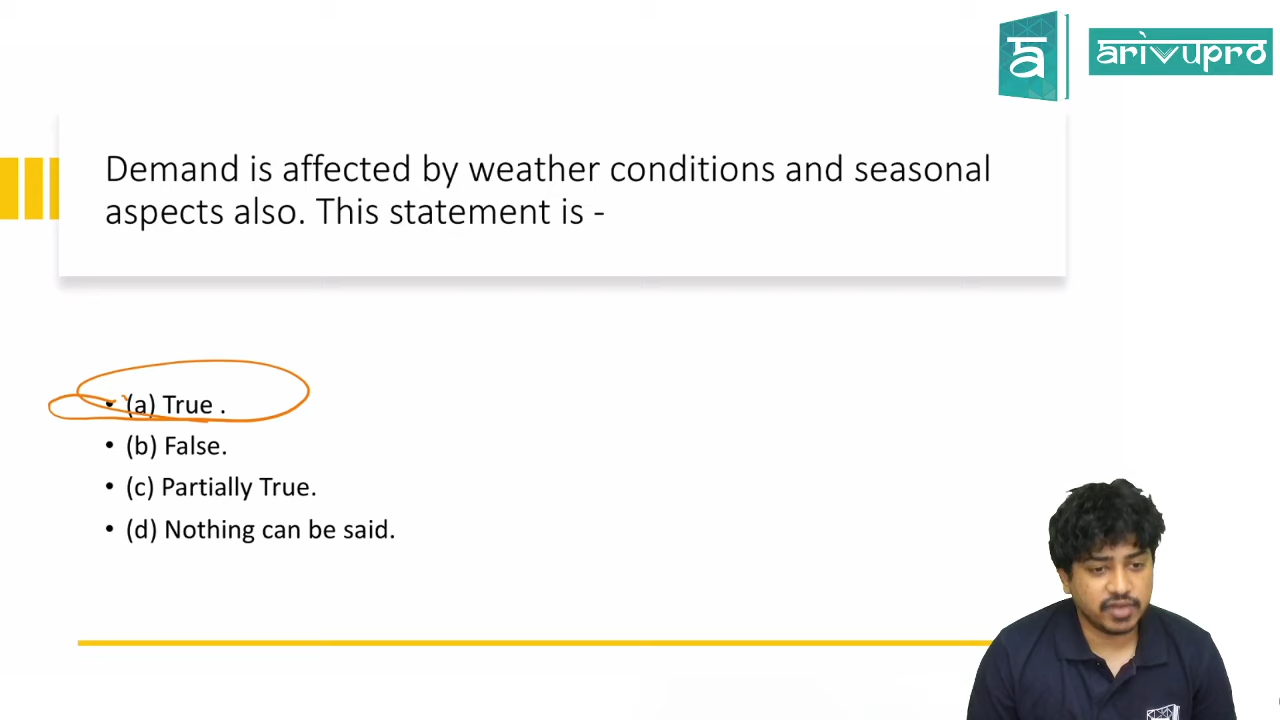 arivupro
Demand is affected by weather conditions and seasonal
aspects also. This statement is -
• (a) True .
• (b) False.
• (c) Partially True.
• (d) Nothing can be said.